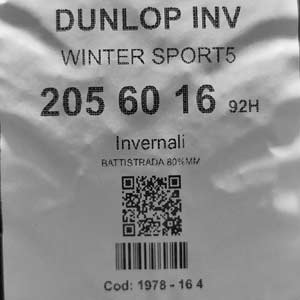 DUNLOP INV
WINTER SPORT5
205 60 16 92H
Invernali
BATTISTRADA 80%MM
Cod: 1978 - 16 4